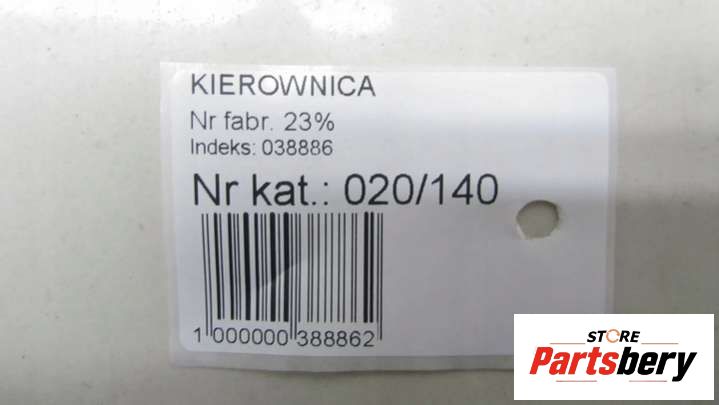 KIEROWNICA
Nr fabr. 23%
Indeks: 038886
Nr kat.: 020/140
1 000000 388862
STORE
Partsbery